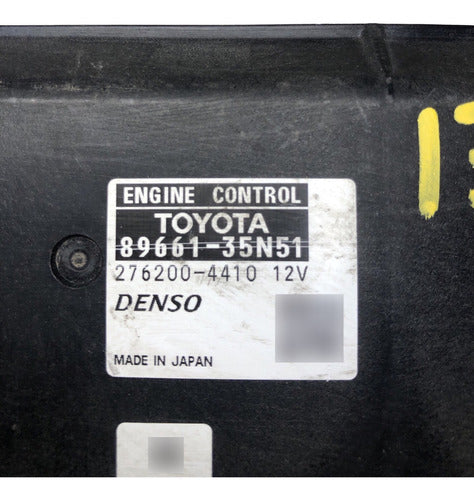 ENGINE CONTROL
TOYOTA
89661-35N51
276200-4410 12V
DENSO
MADE IN JAPAN